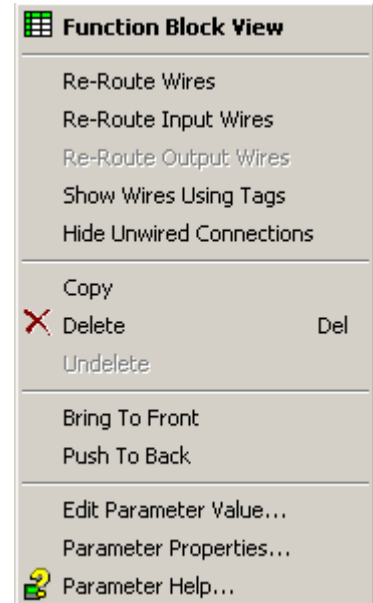 Function Block View
Re-Route Wires
Re-Route Input Wires
Re-Route Output Wires
Show Wires Using Tags
Hide Unwired Connections
Copy
Delete Del
Undelete
Bring To Front
Push To Back
Edit Parameter Value...
Parameter Properties...
Parameter Help...